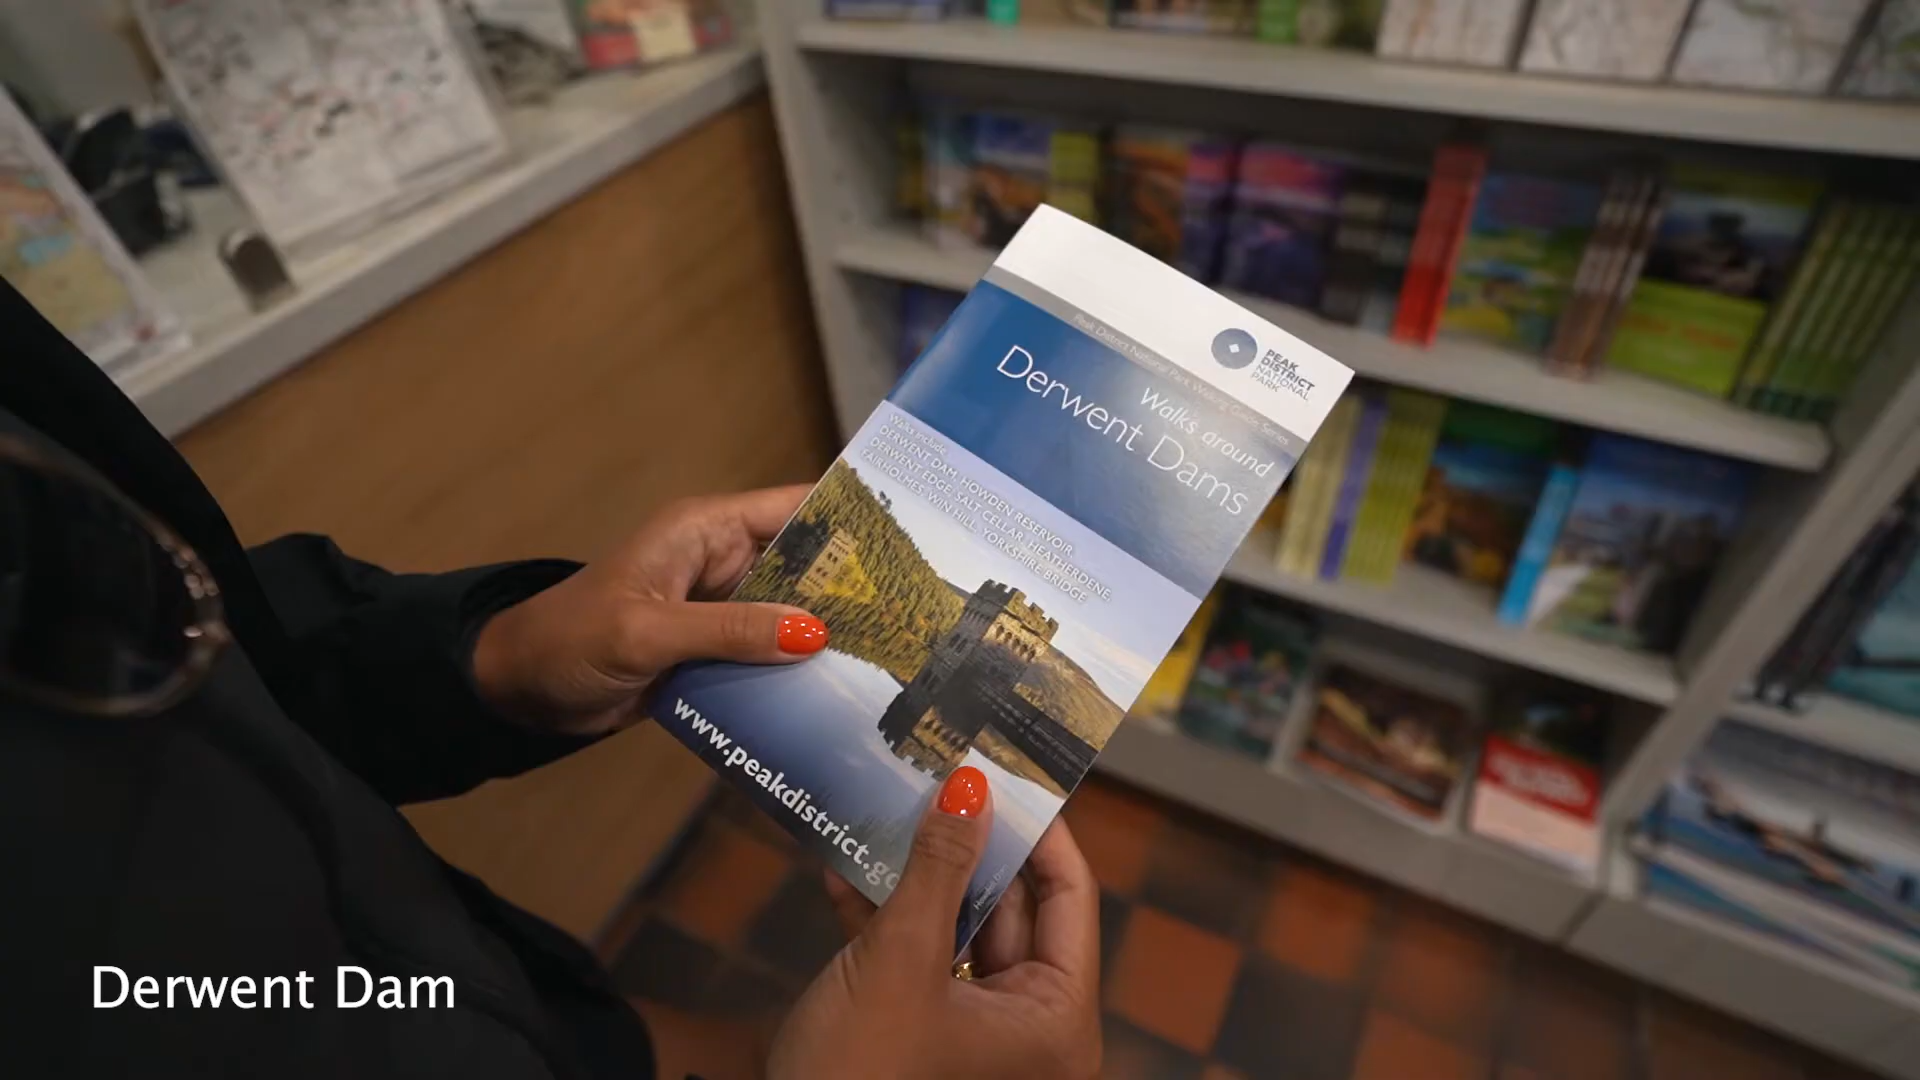 PEAK
DISTRICT
NATIONAL
PARK
Peak District National Park Walking Guide Series
Walks around
Derwent Dams
Walks include:
DERWENT DAM, HOWDEN RESERVOIR,
DERWENT EDGE, SALT CELLAR, HEATHERDENE,
FAIRHOLMES, WIN HILL, YORKSHIRE BRIDGE
www.peakdistrict.go
Derwent Dam